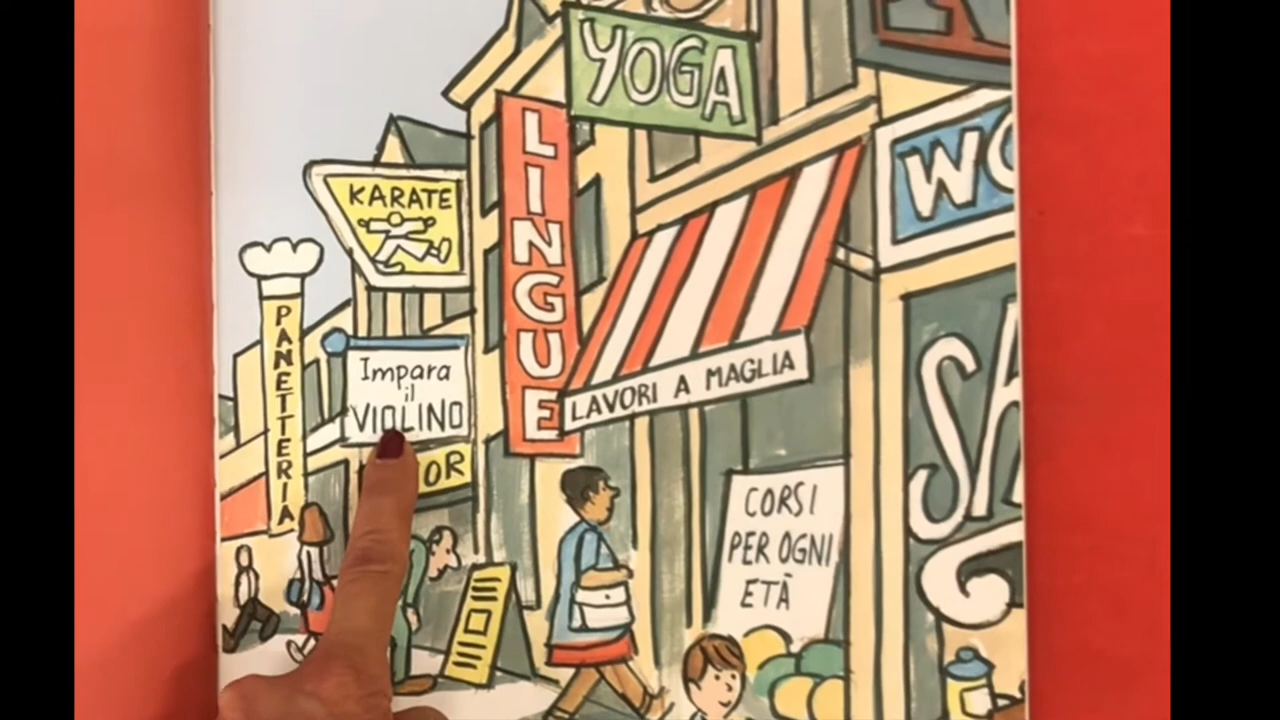 YOGA
LINGUE
KARATE
PANETTERIA
Impara
il
VIOLINO
LAVORI A MAGLIA
CORSI
PER OGNI
ETÀ